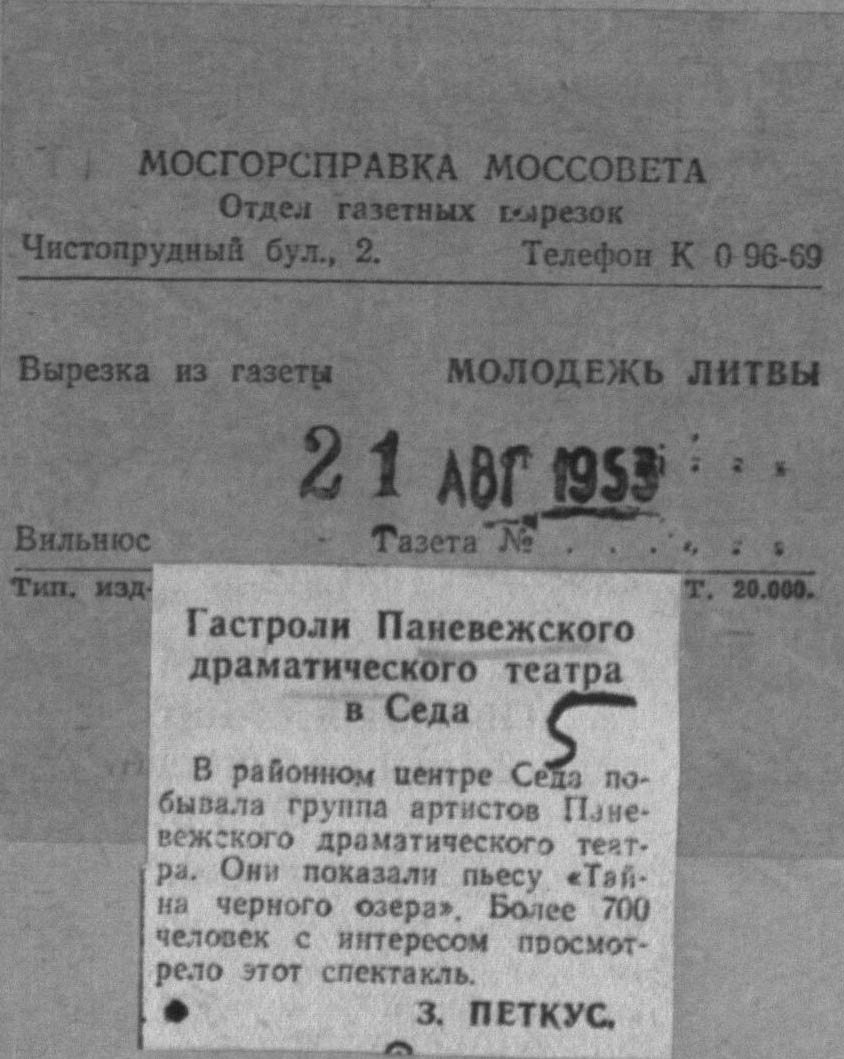 МОСГОРСПРАВКА МОССОВЕТА
Отдел газетных вырезок
Чистопрудный бул., 2. Телефон К 0 96-69
Вырезка из газеты МОЛОДЕЖЬ ЛИТВЫ
21 АВГ 1953
Вильнюс Газета № . . . . . .
Тип. изд- Т. 20.000.
Гастроли Паневежского
драматического театра
в Седа
5
В районном центре Седа по-
бывала группа артистов Пане-
вежского драматического теат-
ра. Они показали пьесу «Тай-
на черного озера». Более 700
человек с интересом просмот-
рело этот спектакль.
З. ПЕТКУС.